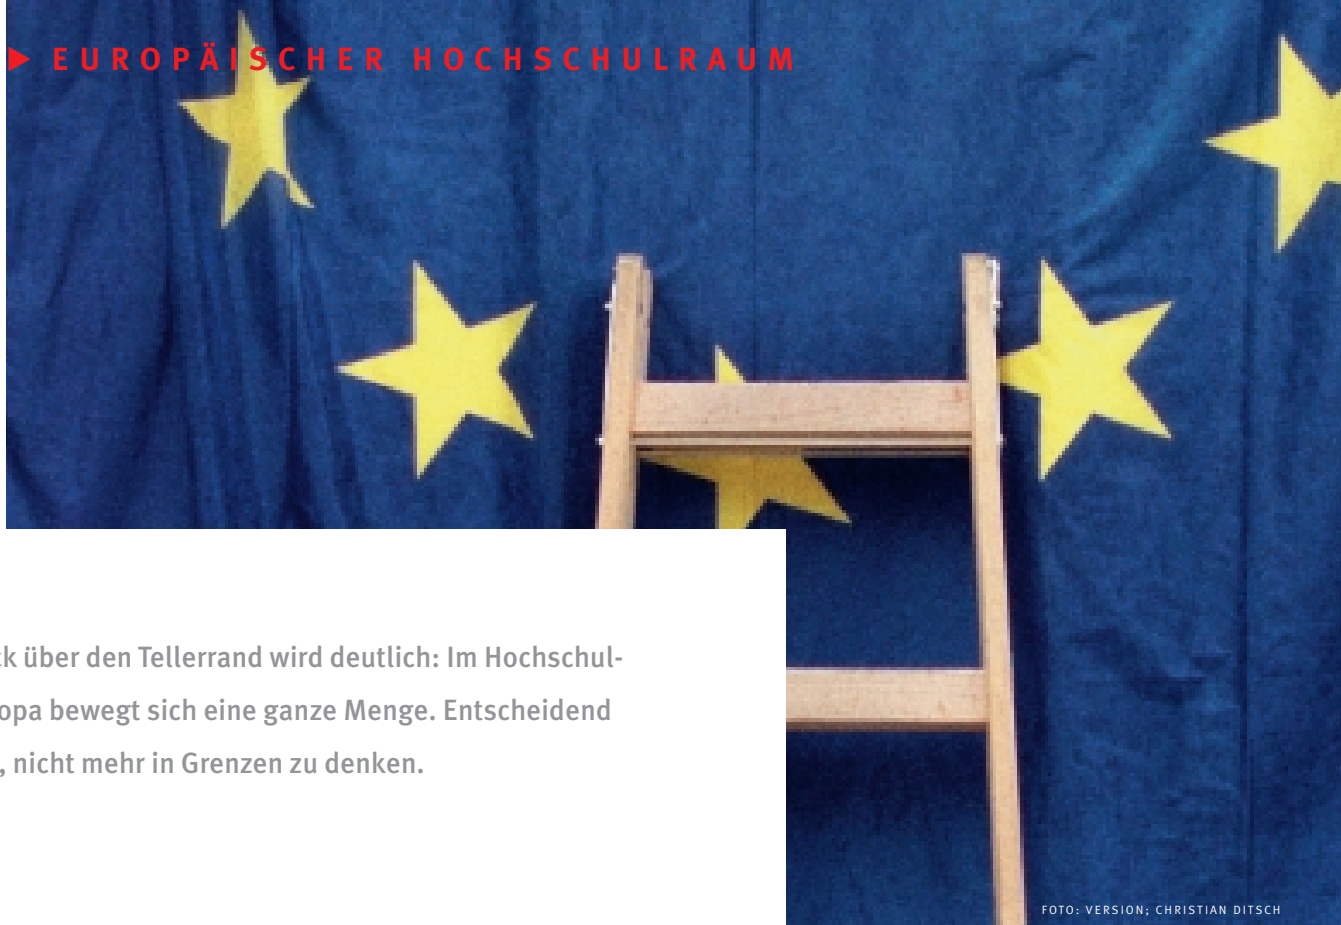 ▶ EUROPÄISCHER HOCHSCHULRAUM
ck über den Tellerrand wird deutlich: Im Hochschul-
opa bewegt sich eine ganze Menge. Entscheidend
, nicht mehr in Grenzen zu denken.
FOTO: VERSION; CHRISTIAN DITSCH